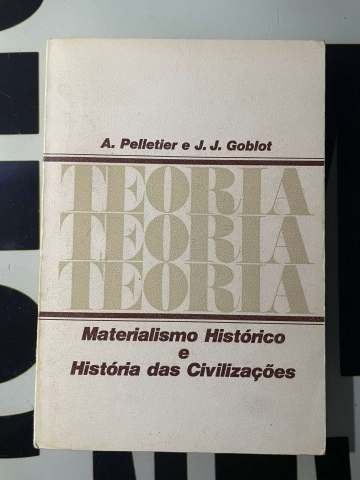 A. Pelletier e J. J. Goblot
TEORIA
TEORIA
TEORIA
Materialismo Histórico
e
História das Civilizações